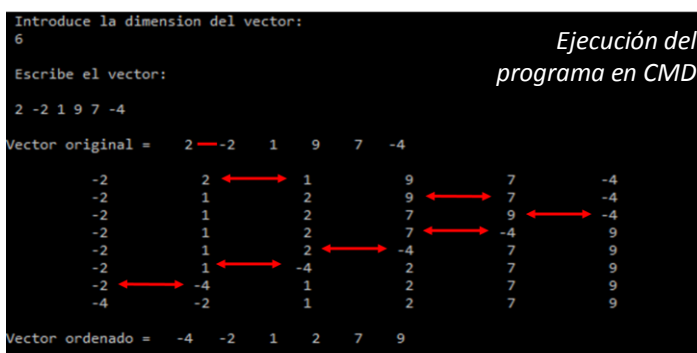 Introduce la dimension del vector:
6
Ejecución del
programa en CMD
Escribe el vector:
2 -2 1 9 7 -4
Vector original = 2 -2 1 9 7 -4
-2 2 1 9 7 -4
-2 1 2 9 7 -4
-2 1 2 7 9 -4
-2 1 2 7 -4 9
-2 1 2 -4 7 9
-2 1 -4 2 7 9
-2 -4 1 2 7 9
-4 -2 1 2 7 9
Vector ordenado = -4 -2 1 2 7 9